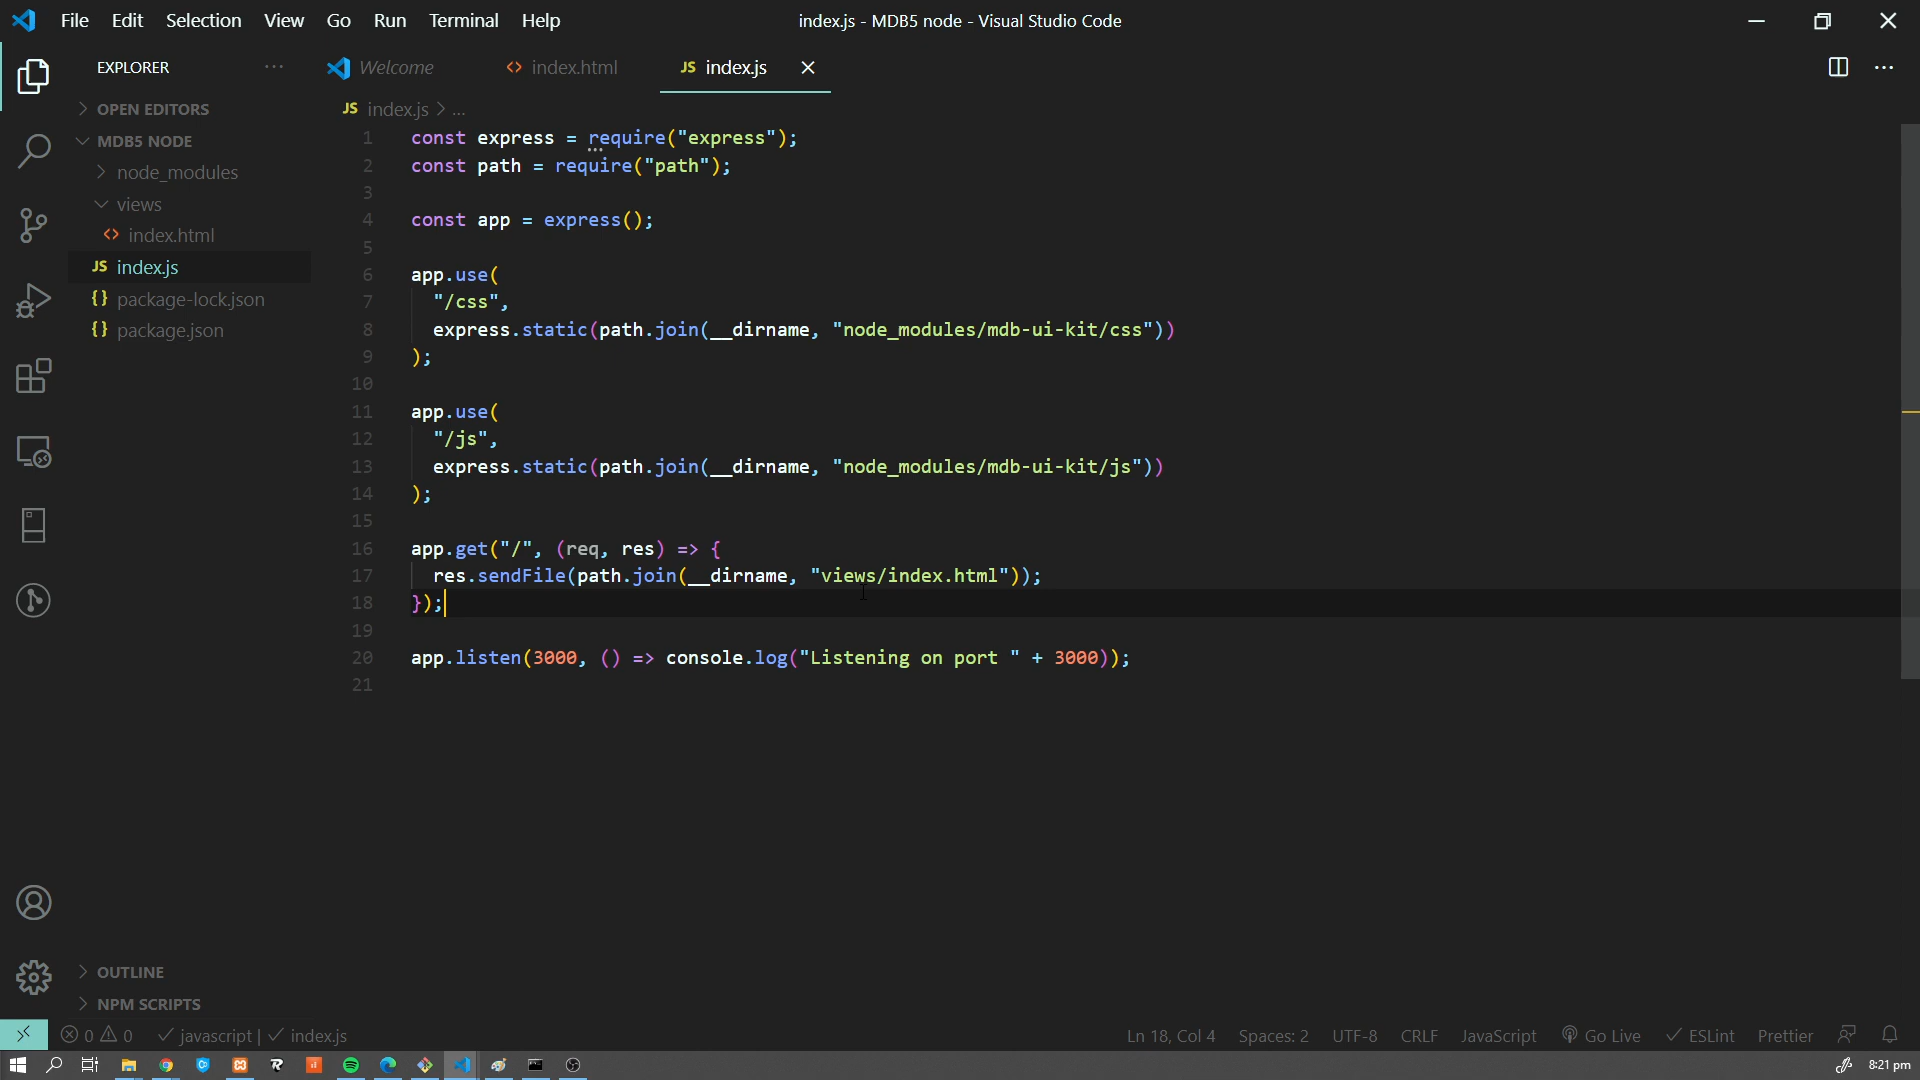 File Edit Selection View Go Run Terminal Help
index.js - MDB5 node - Visual Studio Code
EXPLORER
OPEN EDITORS
MDB5 NODE
node_modules
views
<> index.html
JS index.js
{} package-lock.json
{} package.json
OUTLINE
NPM SCRIPTS
Welcome
<> index.html
JS index.js
JS index.js > ...
1 const express = require("express");
2 const path = require("path");
3
4 const app = express();
5
6 app.use(
7 "/css",
8 express.static(path.join(__dirname, "node_modules/mdb-ui-kit/css"))
9 );
10
11 app.use(
12 "/js",
13 express.static(path.join(__dirname, "node_modules/mdb-ui-kit/js"))
14 );
15
16 app.get("/", (req, res) => {
17 res.sendFile(path.join(__dirname, "views/index.html"));
18 });
19
20 app.listen(3000, () => console.log("Listening on port " + 3000));
21
0 0 javascript | index.js
Ln 18, Col 4 Spaces: 2 UTF-8 CRLF JavaScript Go Live ESLint Prettier
8:21 pm